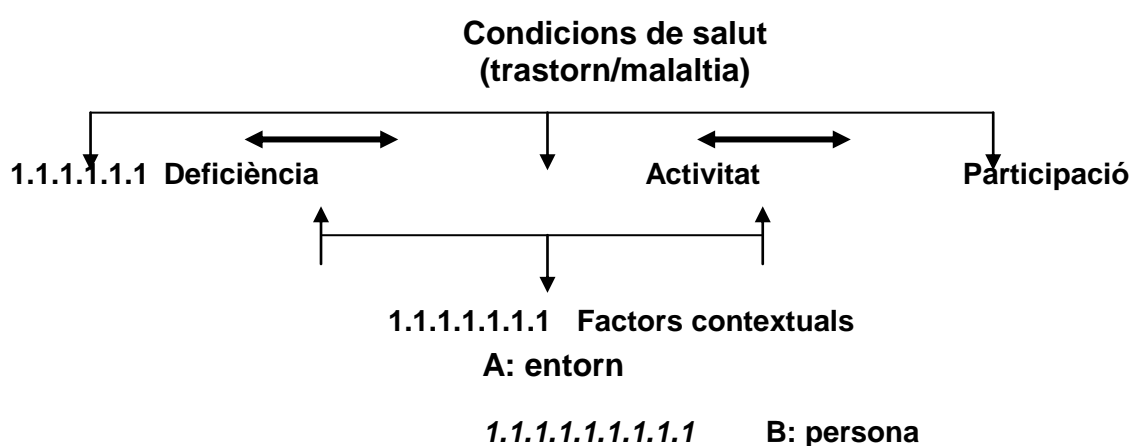 Condicions de salut
(trastorn/malaltia)
1.1.1.1.1.1 Deficiència Activitat Participació
1.1.1.1.1.1.1 Factors contextuals
A: entorn
1.1.1.1.1.1.1.1.1 B: persona